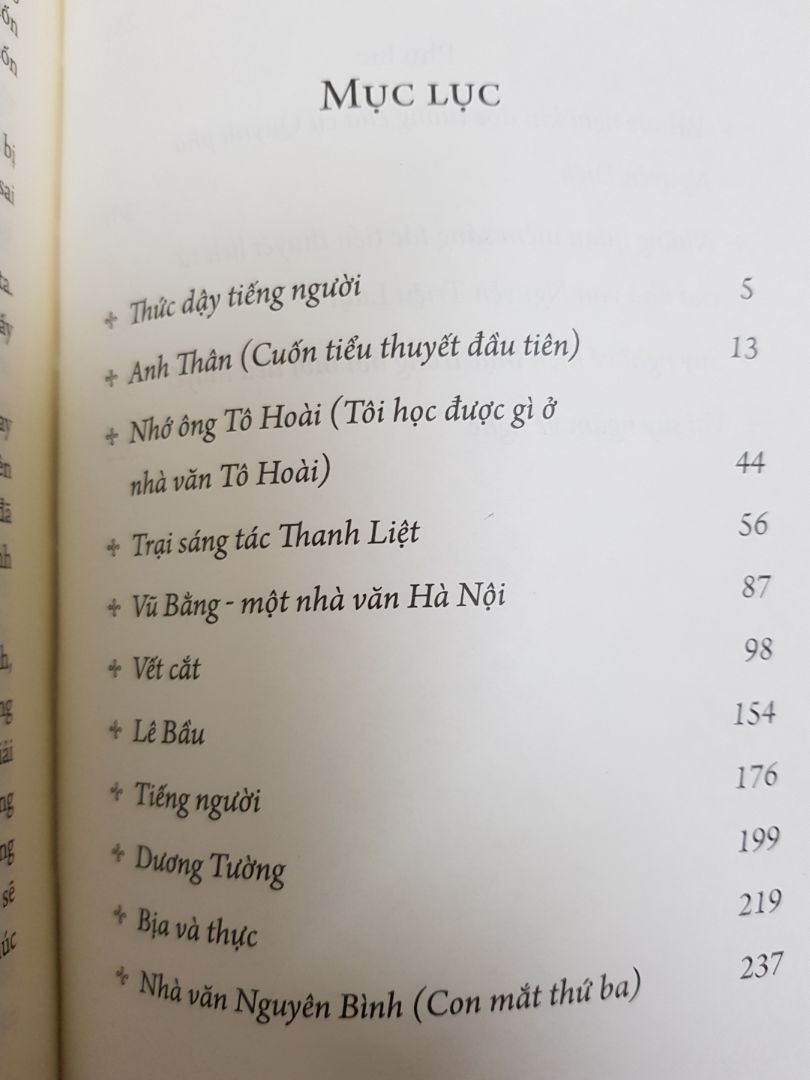 MỤC LỤC
Thức dậy tiếng người 5
Anh Thân (Cuốn tiểu thuyết đầu tiên) 13
Nhớ ông Tô Hoài (Tôi học được gì ở
nhà văn Tô Hoài) 44
Trại sáng tác Thanh Liệt 56
Vũ Bằng - một nhà văn Hà Nội 87
Vết cắt 98
Lê Bầu 154
Tiếng người 176
Dương Tường 199
Bịa và thực 219
Nhà văn Nguyên Bình (Con mắt thứ ba) 237